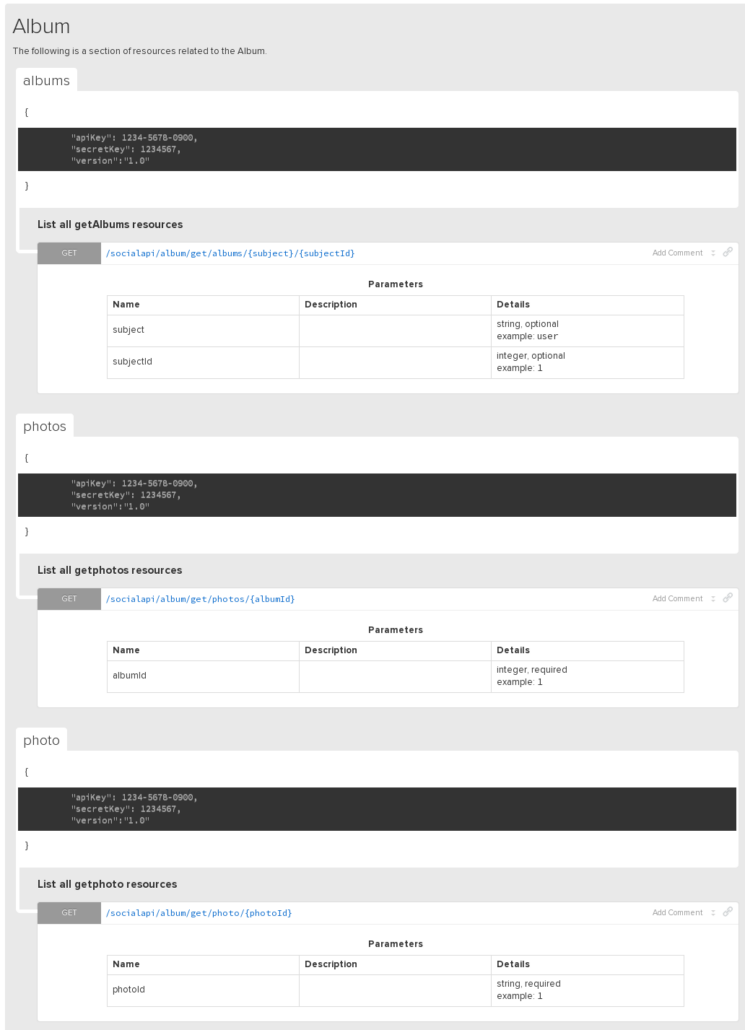 Album
The following is a section of resources related to the Album.
albums
{
"apiKey": 1234-5678-0900,
"secretKey": 1234567,
"version":"1.0"
}
List all getAlbums resources
GET /socialapi/album/get/albums/{subject}/{subjectId} Add Comment
Parameters
Name Description Details
subject string, optional
example: user
subjectId integer, optional
example: 1
photos
{
"apiKey": 1234-5678-0900,
"secretKey": 1234567,
"version":"1.0"
}
List all getphotos resources
GET /socialapi/album/get/photos/{albumId} Add Comment
Parameters
Name Description Details
albumId integer, required
example: 1
photo
{
"apiKey": 1234-5678-0900,
"secretKey": 1234567,
"version":"1.0"
}
List all getphoto resources
GET /socialapi/album/get/photo/{photoId} Add Comment
Parameters
Name Description Details
photoId string, required
example: 1